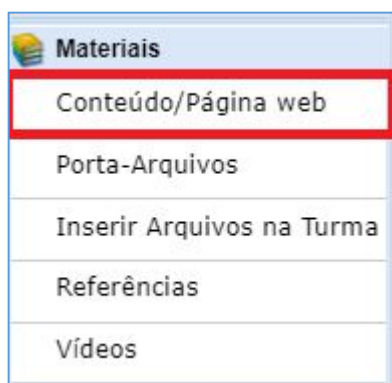 Materiais
Conteúdo/Página web
Porta-Arquivos
Inserir Arquivos na Turma
Referências
Vídeos